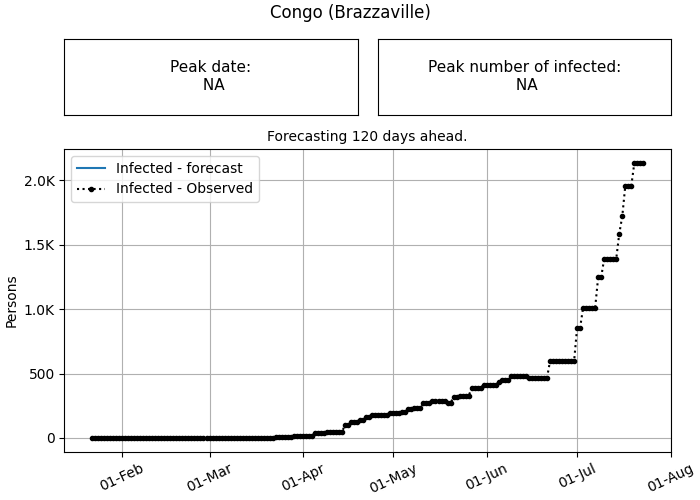 Congo (Brazzaville)
Peak date:
NA
Peak number of infected:
NA
Forecasting 120 days ahead.
Infected - forecast
Infected - Observed
Persons
2.0K
1.5K
1.0K
500
0
01-Feb
01-Mar
01-Apr
01-May
01-Jun
01-Jul
01-Aug